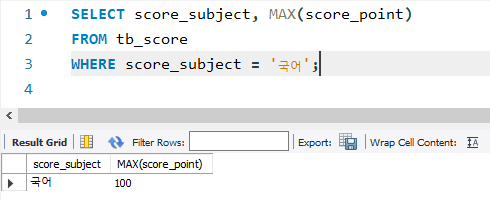 1 SELECT score_subject, MAX(score_point)
2 FROM tb_score
3 WHERE score_subject = '국어';
4
Result Grid Filter Rows: Export: Wrap Cell Content:
score_subject MAX(score_point)
국어 100